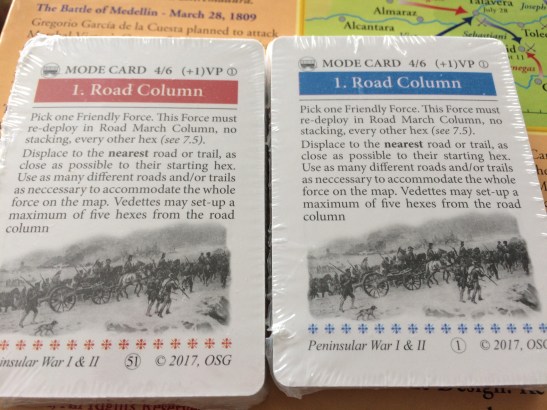 The Battle of Medellin - March 28, 1809
Gregorio García de la Cuesta planned to attack
Almaraz
Alcantara
July 28
Joseph
Tole
Sebastiani
MODE CARD 4/6 (+1)VP ①
1. Road Column
Pick one Friendly Force. This Force must
re-deploy in Road March Column, no
stacking, every other hex (see 7.5).
Displace to the nearest road or trail, as
close as possible to their starting hex.
Use as many different roads and/or trails
as neccessary to accommodate the whole
force on the map. Vedettes may set-up a
maximum of five hexes from the road
column
ninsular War I & II 51 © 2017, OSG
MODE CARD 4/6 (+1)VP ①
1. Road Column
Pick one Friendly Force. This Force must
re-deploy in Road March Column, no
stacking, every other hex (see 7.5).
Displace to the nearest road or trail, as
close as possible to their starting hex.
Use as many different roads and/or trails
as neccessary to accommodate the whole
force on the map. Vedettes may set-up a
maximum of five hexes from the road
column
Peninsular War I & II 1 © 2017, OSG